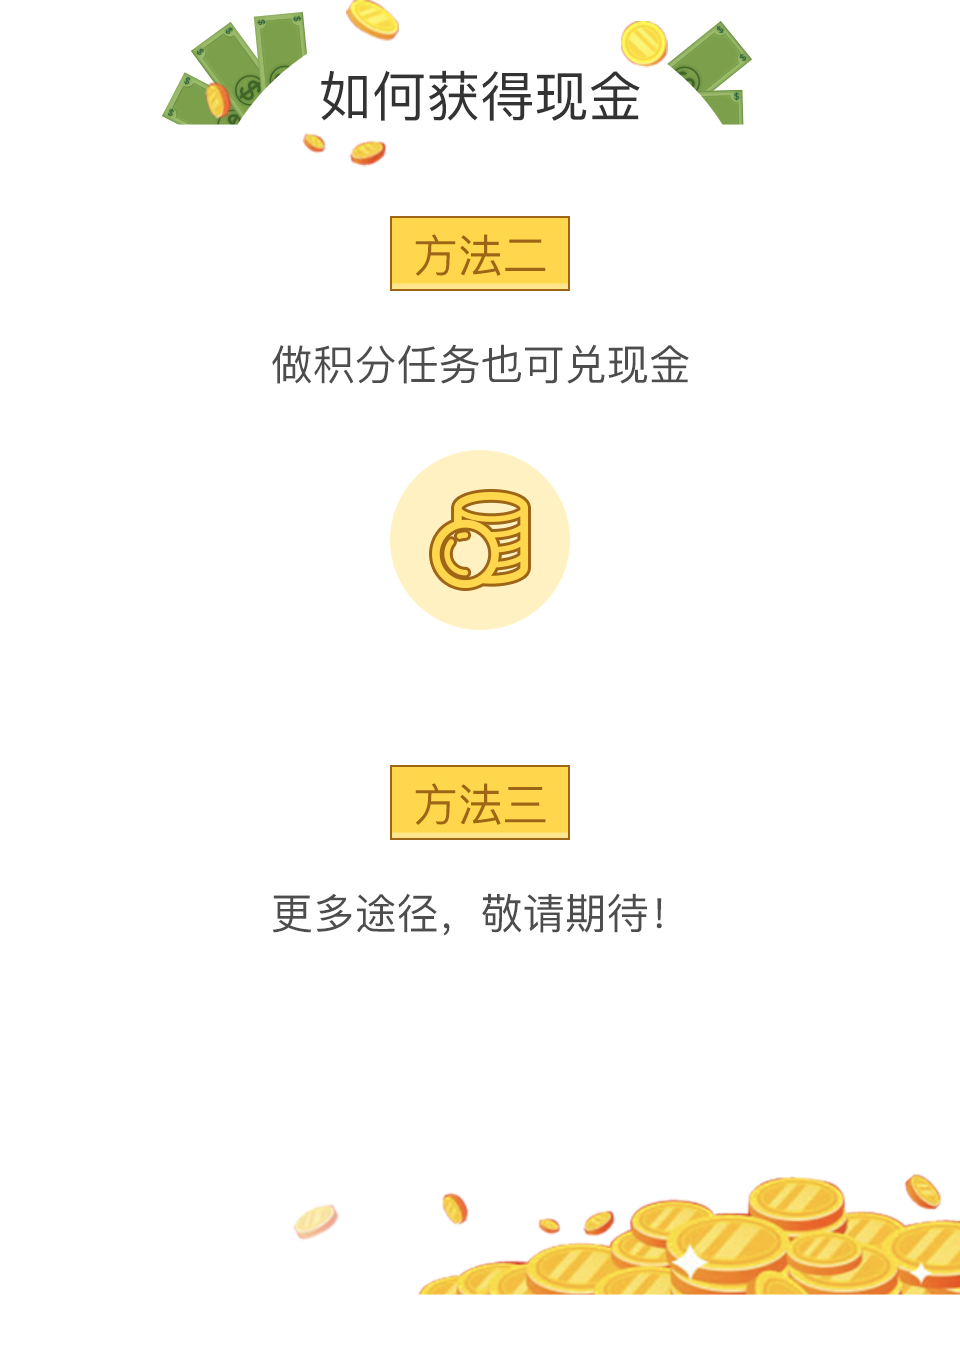 如何获得现金
方法二
做积分任务也可兑现金
方法三
更多途径，敬请期待！